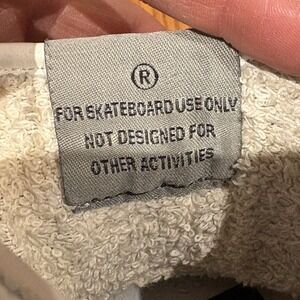 ®
FOR SKATEBOARD USE ONLY
NOT DESIGNED FOR
OTHER ACTIVITIES